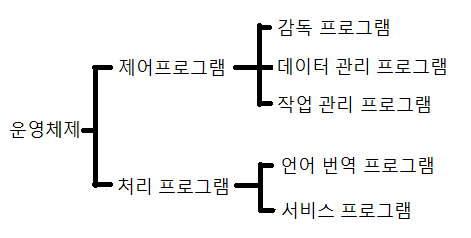 감독 프로그램
제어프로그램
데이터 관리 프로그램
작업 관리 프로그램
운영체제
언어 번역 프로그램
처리 프로그램
서비스 프로그램